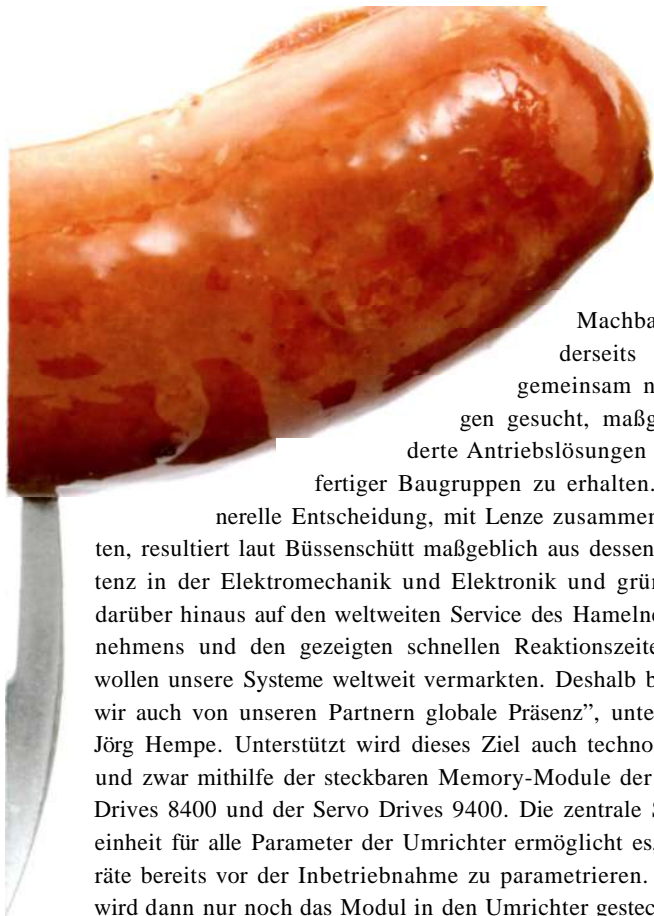 Machba
derseits
gemeinsam n
gen gesucht, maßg
derte Antriebslösungen
fertiger Baugruppen zu erhalten.
nerelle Entscheidung, mit Lenze zusammen
ten, resultiert laut Büssenschütt maßgeblich aus dessen
tenz in der Elektromechanik und Elektronik und grün
darüber hinaus auf den weltweiten Service des Hamelne
nehmens und den gezeigten schnellen Reaktionszeite
wollen unsere Systeme weltweit vermarkten. Deshalb b
wir auch von unseren Partnern globale Präsenz”, unte
Jörg Hempe. Unterstützt wird dieses Ziel auch techno
und zwar mithilfe der steckbaren Memory-Module der
Drives 8400 und der Servo Drives 9400. Die zentrale S
einheit für alle Parameter der Umrichter ermöglicht es,
räte bereits vor der Inbetriebnahme zu parametrieren.
wird dann nur noch das Modul in den Umrichter gestec